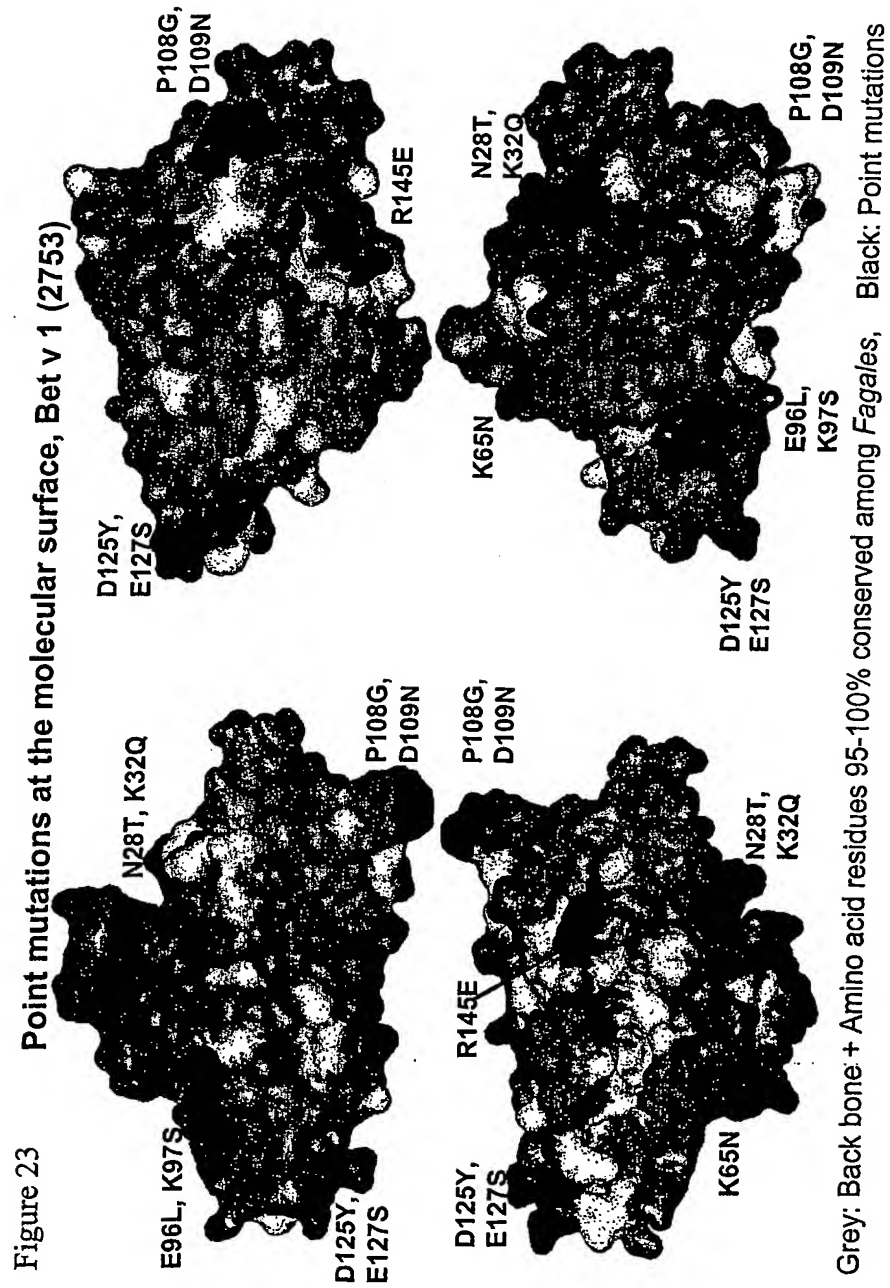 Figure 23
Point mutations at the molecular surface, Bet v 1 (2753)
E96L, K97S
N28T, K32Q
D125Y,
E127S
P108G,
D109N
D125Y,
E127S
P108G,
D109N
R145E
D125Y,
E127S
R145E
P108G,
D109N
K65N
N28T,
K32Q
K65N
N28T,
K32Q
D125Y
E127S
E96L,
K97S
P108G,
D109N
Grey: Back bone + Amino acid residues 95-100% conserved among Fagales, Black: Point mutations